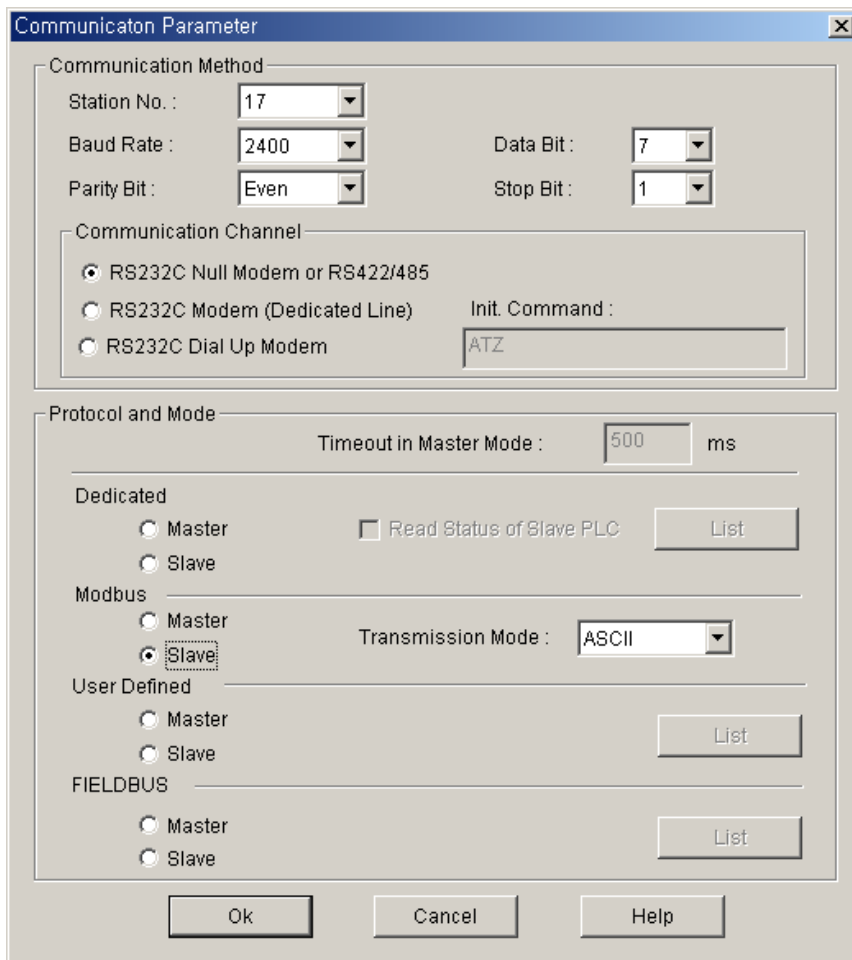 Communicaton Parameter
Communication Method
Station No. : 17
Baud Rate : 2400 Data Bit : 7
Parity Bit : Even Stop Bit : 1
Communication Channel
RS232C Null Modem or RS422/485
RS232C Modem (Dedicated Line) Init. Command :
RS232C Dial Up Modem ATZ
Protocol and Mode
Timeout in Master Mode : 500 ms
Dedicated
Master Read Status of Slave PLC List
Slave
Modbus
Master
Slave Transmission Mode : ASCII
User Defined
Master
Slave List
FIELDBUS
Master
Slave List
Ok Cancel Help